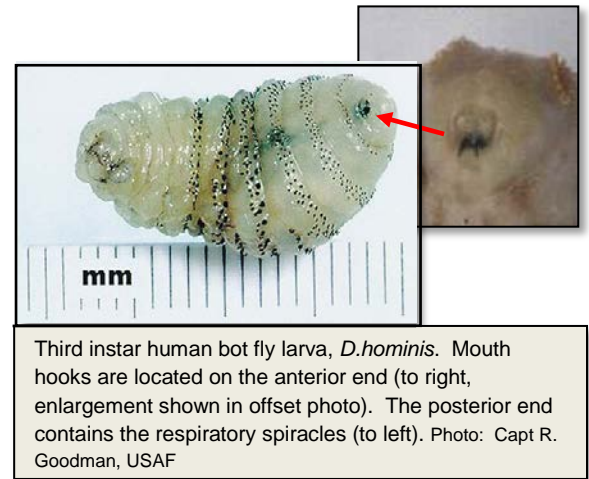 mm
Third instar human bot fly larva, D.hominis. Mouth
hooks are located on the anterior end (to right,
enlargement shown in offset photo). The posterior end
contains the respiratory spiracles (to left). Photo: Capt R.
Goodman, USAF